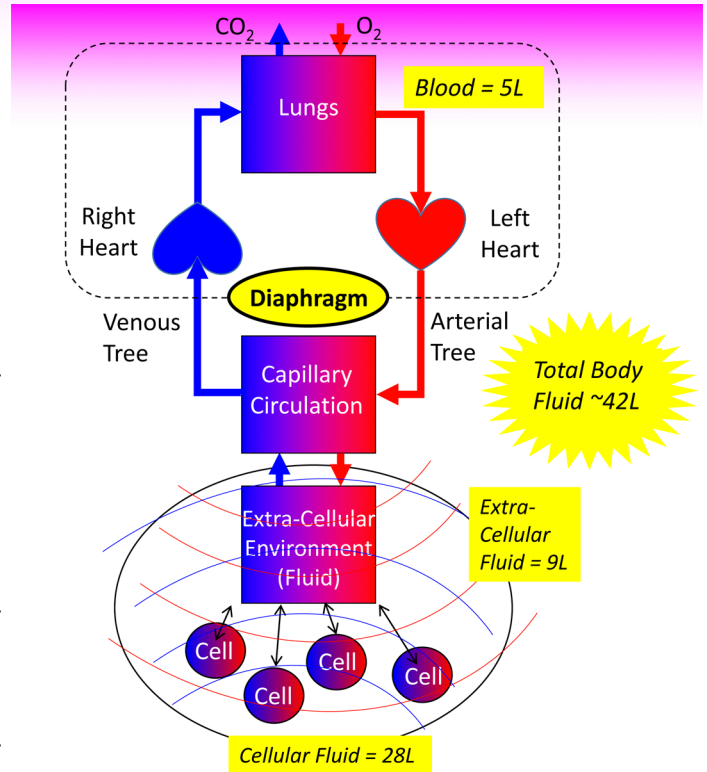 CO2
O2
Blood = 5L
Lungs
Right
Heart
Left
Heart
Diaphragm
Venous
Tree
Arterial
Tree
Capillary
Circulation
Total Body
Fluid ~42L
Extra-Cellular
Environment
(Fluid)
Extra-
Cellular
Fluid = 9L
Cell
Cell
Cell
Cell
Cellular Fluid = 28L